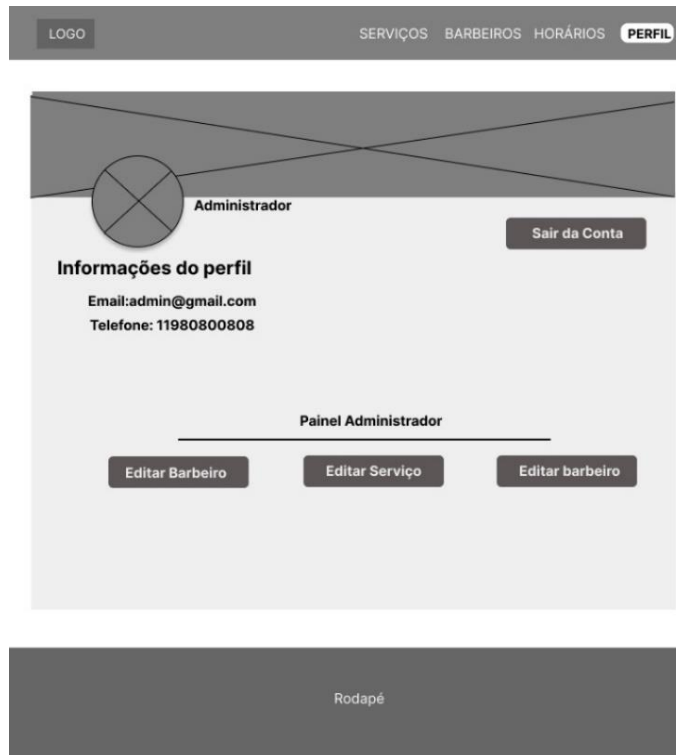 LOGO
SERVIÇOS BARBEIROS HORÁRIOS PERFIL
Administrador
Sair da Conta
Informações do perfil
Email:admin@gmail.com
Telefone: 11980800808
Painel Administrador
Editar Barbeiro
Editar Serviço
Editar barbeiro
Rodapé